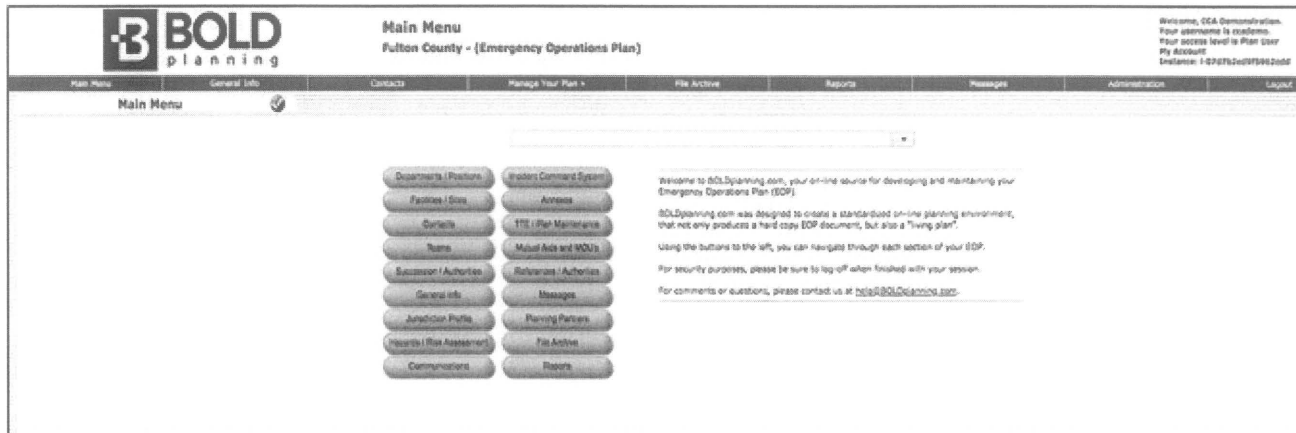 BOLD
planning
Main Menu
Fulton County - (Emergency Operations Plan)
Welcome, CCA Demonstration.
Your username is ccademo.
Your access level is Plan User
My Account
Instance:
Main Menu General Info Contacts Manage Your Plan » File Archive Reports Messages Administration Logout
Main Menu
Departments / Positions Incident Command System
Facilities / Sites Annexes
Contacts TTE / Plan Maintenance
Teams Mutual Aids and MOU's
Succession / Authorities References / Authorities
General Info Messages
Jurisdiction Profile Planning Partners
Hazards / Risk Assessment File Archive
Communications Reports
Welcome to BOLDplanning.com, your on-line source for developing and maintaining your
Emergency Operations Plan (EOP).
BOLDplanning.com was designed to create a standardized on-line planning environment,
that not only produces a hard copy EOP document, but also a "living plan".
Using the buttons to the left, you can navigate through each section of your EOP.
For security purposes, please be sure to log-off when finished with your session.
For comments or questions, please contact us at help@BOLDplanning.com.